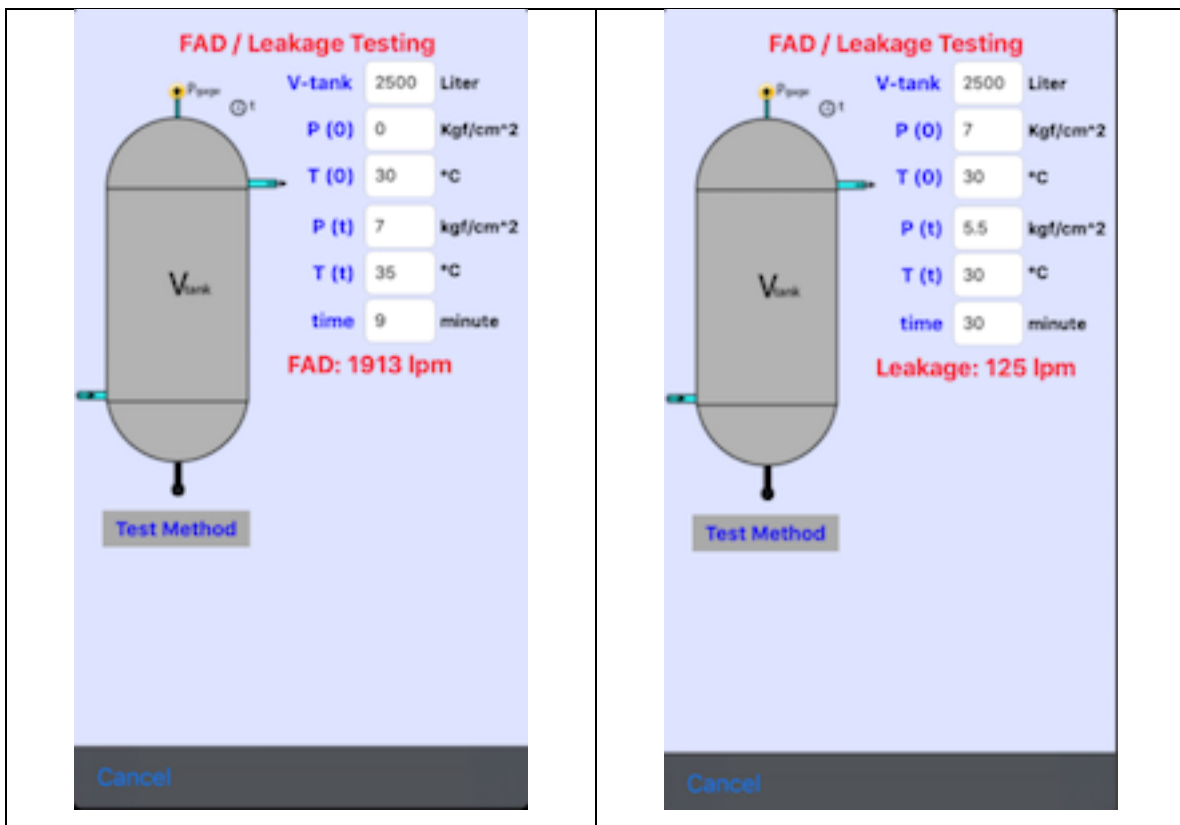 FAD / Leakage Testing
Pgage
t
V-tank 2500 Liter
P (0) 0 Kgf/cm^2
T (0) 30 °C
P (t) 7 kgf/cm^2
T (t) 35 °C
Vtank
time 9 minute
FAD: 1913 lpm
Test Method
Cancel
FAD / Leakage Testing
Pgage
t
V-tank 2500 Liter
P (0) 7 Kgf/cm^2
T (0) 30 °C
P (t) 5.5 kgf/cm^2
T (t) 30 °C
Vtank
time 30 minute
Leakage: 125 lpm
Test Method
Cancel